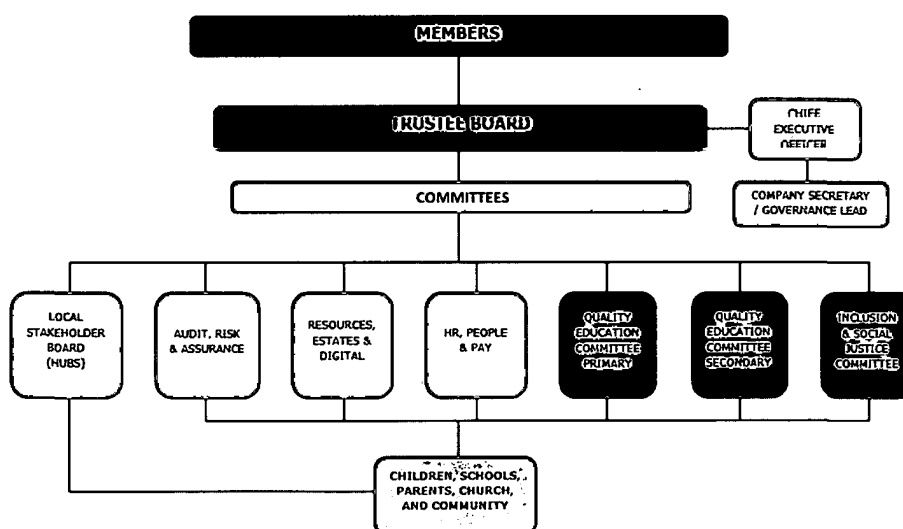 MEMBERS
TRUSTEE BOARD
CHIEF
EXECUTIVE
OFFICER
COMMITTEES
COMPANY SECRETARY
/ GOVERNANCE LEAD
LOCAL
STAKEHOLDER
BOARD
(HUBS)
AUDIT, RISK
& ASSURANCE
RESOURCES,
ESTATES &
DIGITAL
HR, PEOPLE
& PAY
QUALITY
EDUCATION
COMMITTEE
PRIMARY
QUALITY
EDUCATION
COMMITTEE
SECONDARY
INCLUSION
& SOCIAL
JUSTICE
COMMITTEE
CHILDREN, SCHOOLS,
PARENTS, CHURCH,
AND COMMUNITY